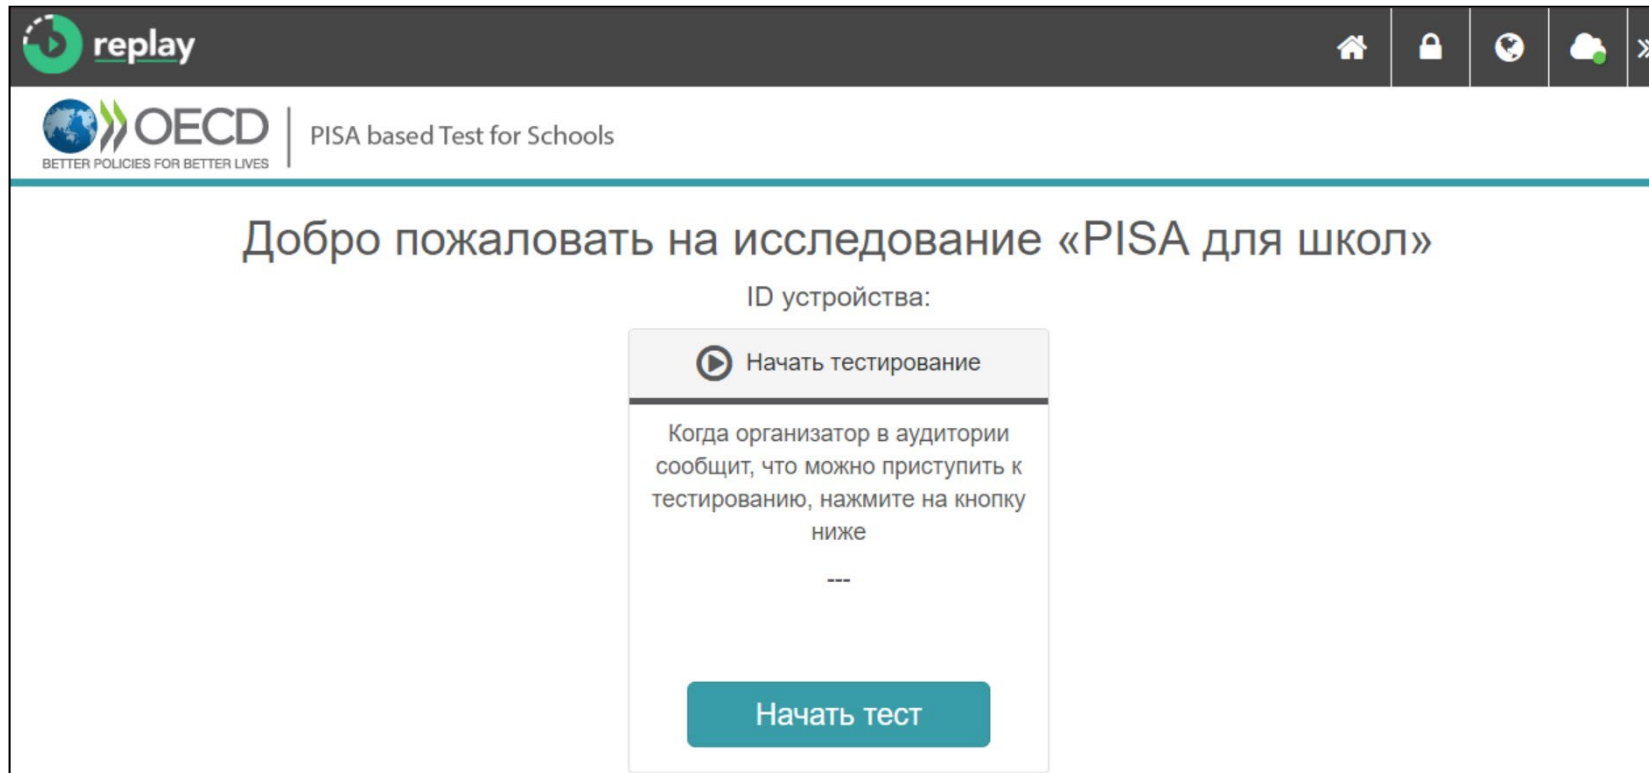 replay
OECD
BETTER POLICIES FOR BETTER LIVES
PISA based Test for Schools
Добро пожаловать на исследование «PISA для школ»
ID устройства:
Начать тестирование
Когда организатор в аудитории
сообщит, что можно приступить к
тестированию, нажмите на кнопку
ниже
---
Начать тест